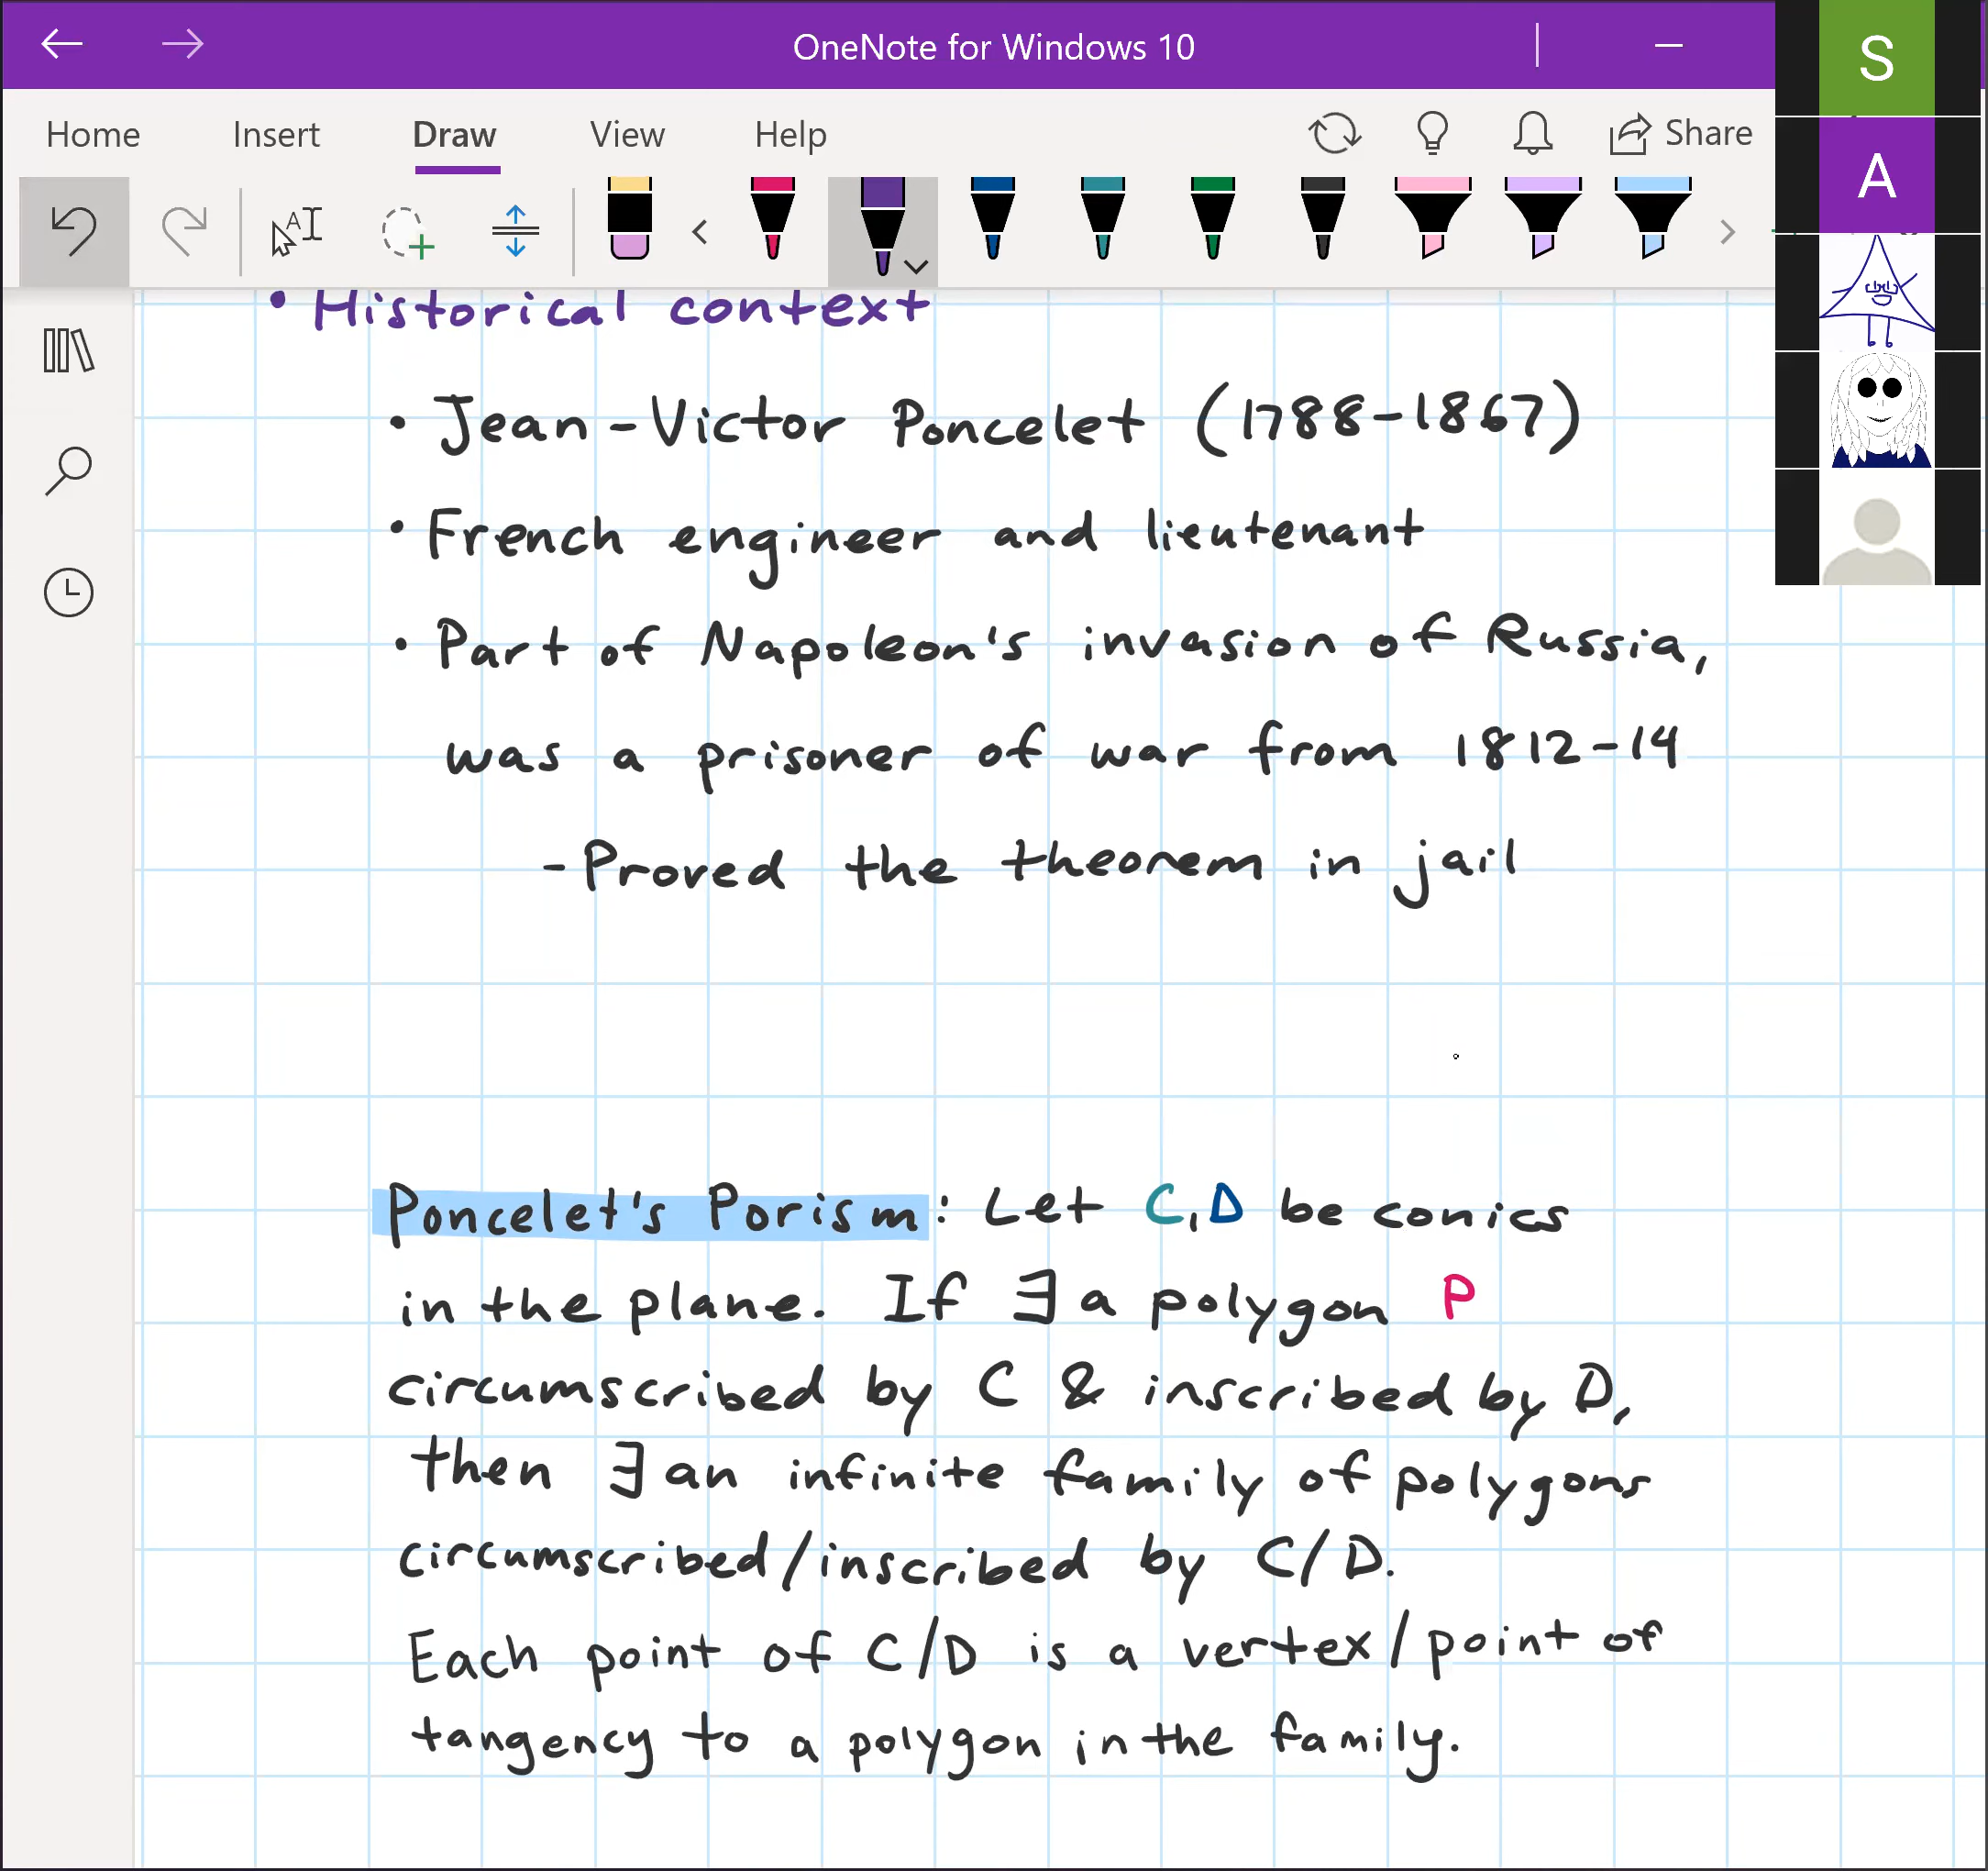 OneNote for Windows 10
S
Home Insert Draw View Help Share
A
• Historical context
• Jean-Victor Poncelet (1788-1867)
• French engineer and lieutenant
• Part of Napoleon's invasion of Russia,
was a prisoner of war from 1812-14
- Proved the theorem in jail
Poncelet's Porism: Let C,D be conics
in the plane. If ∃ a polygon P
circumscribed by C & inscribed by D,
then ∃ an infinite family of polygons
circumscribed/inscribed by C/D.
Each point of C/D is a vertex/point of
tangency to a polygon in the family.